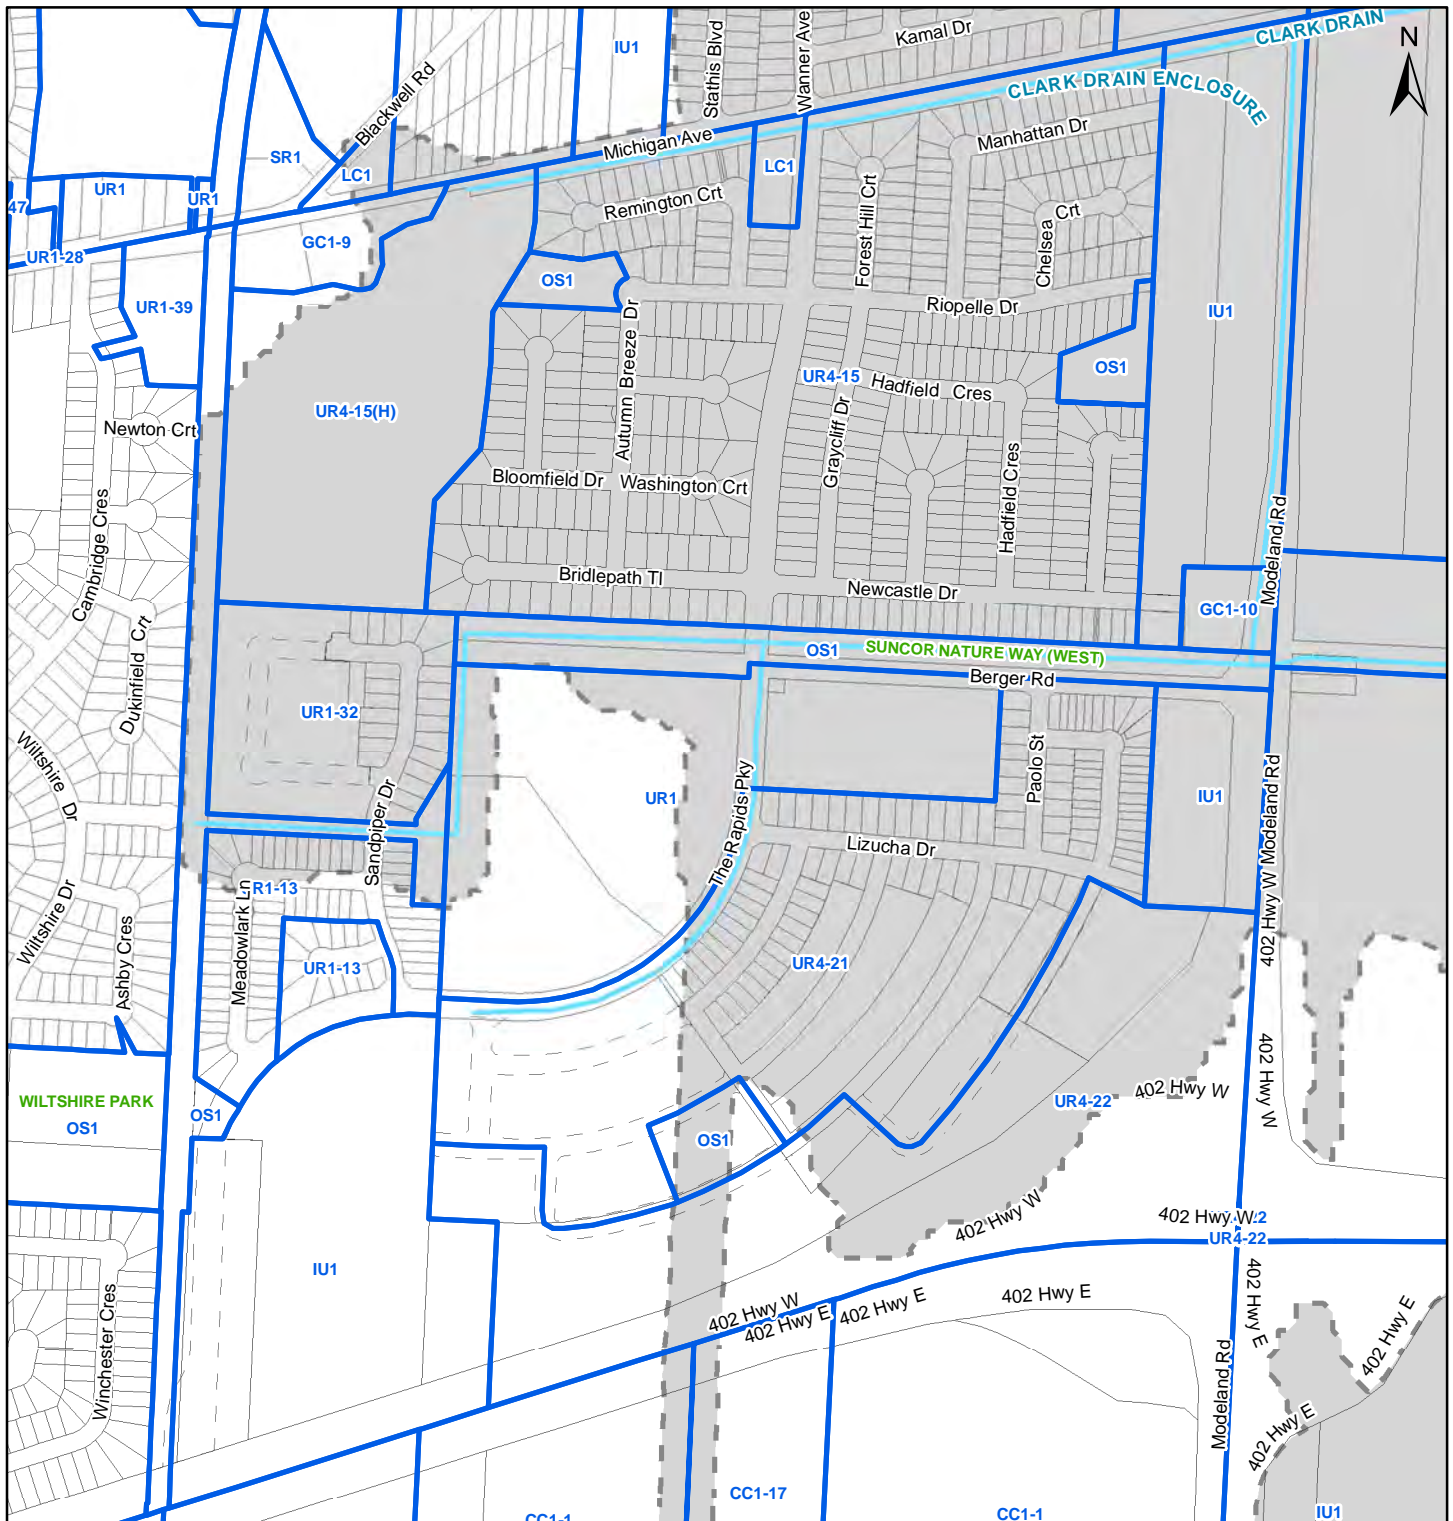 CLARK DRAIN
N
Kamal Dr
Stathis Blvd
Wanner Ave
IU1
Blackwell Rd
CLARK DRAIN ENCLOSURE
Michigan Ave
Manhattan Dr
SR1
LC1
LC1
UR1
UR1
47
Remington Crt
Forest Hill Crt
Chelsea Crt
GC1-9
UR1-28
OS1
UR1-39
Autumn Breeze Dr
Riopelle Dr
IU1
OS1
UR4-15
Hadfield Cres
UR4-15(H)
Graycliff Dr
Newton Crt
Bloomfield Dr
Washington Crt
Hadfield Cres
Modeland Rd
Cambridge Cres
Bridlepath Tl
Newcastle Dr
GC1-10
Dukinfield Crt
OS1
SUNCOR NATURE WAY (WEST)
Berger Rd
UR1-32
Wiltshire Dr
Paolo St
Modeland Rd
UR1
IU1
Sandpiper Dr
The Rapids Pky
Lizucha Dr
R1-13
Meadowlark Ln
Wiltshire Dr
Ashby Cres
UR1-13
UR4-21
402 Hwy W
402 Hwy W
402 Hwy W
WILTSHIRE PARK
OS1
OS1
UR4-22
OS1
402 Hwy W
402 Hwy W
22
UR4-22
IU1
402 Hwy E
402 Hwy E
402 Hwy E
402 Hwy W
402 Hwy E
402 Hwy E
Winchester Cres
Modeland Rd
402 Hwy E
CC1-17
CC1-1
CC1-1
IU1